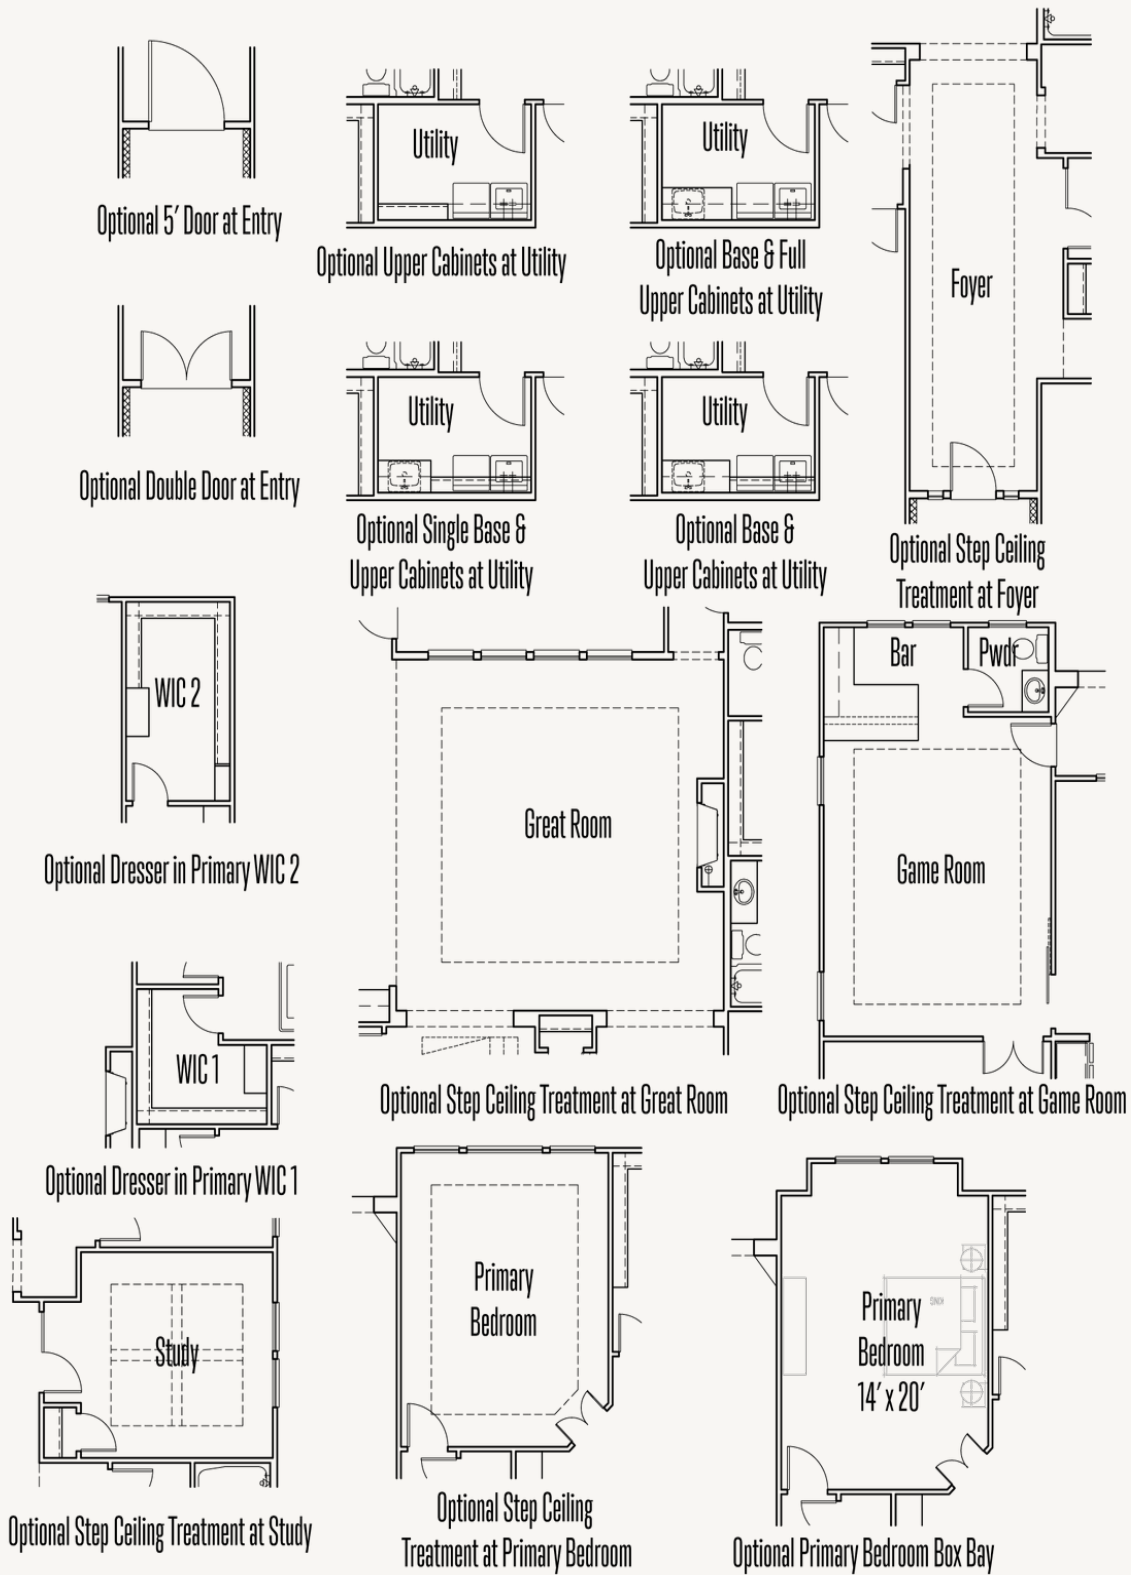 Optional 5' Door at Entry
Utility
Optional Upper Cabinets at Utility
Utility
Optional Base & Full
Upper Cabinets at Utility
Foyer
Optional Step Ceiling
Treatment at Foyer
Optional Double Door at Entry
Utility
Optional Single Base &
Upper Cabinets at Utility
Utility
Optional Base &
Upper Cabinets at Utility
WIC 2
Optional Dresser in Primary WIC 2
Great Room
Optional Step Ceiling Treatment at Great Room
Bar
Pwdr
Game Room
Optional Step Ceiling Treatment at Game Room
WIC 1
Optional Dresser in Primary WIC 1
Study
Optional Step Ceiling Treatment at Study
Primary
Bedroom
Optional Step Ceiling
Treatment at Primary Bedroom
Primary
Bedroom
14' x 20'
KING
Optional Primary Bedroom Box Bay